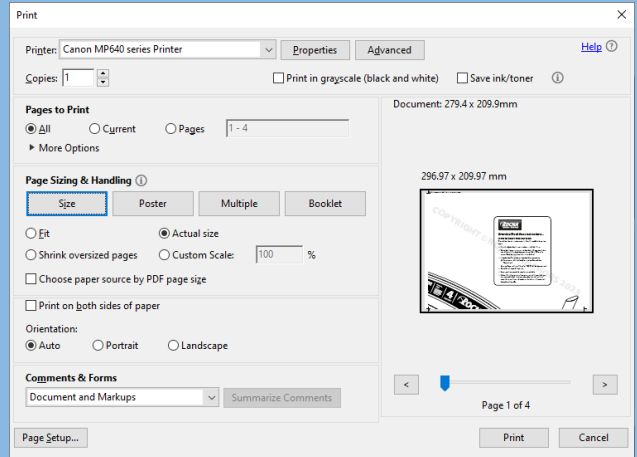 Print
Printer: Canon MP640 series Printer Properties Advanced Help
Copies: 1 Print in grayscale (black and white) Save ink/toner
Pages to Print
All Current Pages 1 - 4
More Options
Page Sizing & Handling
Size Poster Multiple Booklet
Fit Actual size
Shrink oversized pages Custom Scale: 100 %
Choose paper source by PDF page size
Print on both sides of paper
Orientation:
Auto Portrait Landscape
Comments & Forms
Document and Markups Summarize Comments
Page Setup...
Document: 279.4 x 209.9mm
296.97 x 209.97 mm
COPYRIGHT
2023
< >
Page 1 of 4
Print Cancel